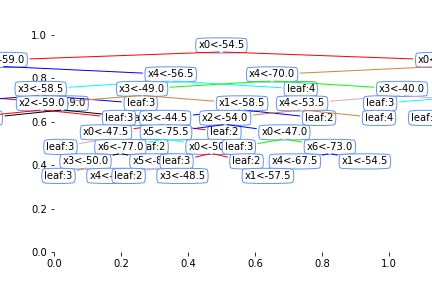 1.0
x0<-54.5
<-59.0
x0<
0.8
x4<-56.5
x4<-70.0
x3<-58.5
x3<-49.0
leaf:4
x3<-40.0
x2<-59.0
9.0
leaf:3
x1<-58.5
x4<-53.5
leaf:3
0.6
leaf:3
x3<-44.5
x2<-54.0
leaf:2
leaf:4
leaf:
x0<-47.5
x5<-75.5
leaf:2
x0<-47.0
leaf:3
x6<-77.0
af:2
x0<-50
leaf:3
x6<-73.0
0.4
x3<-50.0
x5<-8
leaf:3
leaf:2
x4<-67.5
x1<-54.5
leaf:3
x4<-
leaf:2
x3<-48.5
x1<-57.5
0.2
0.0
0.0
0.2
0.4
0.6
0.8
1.0